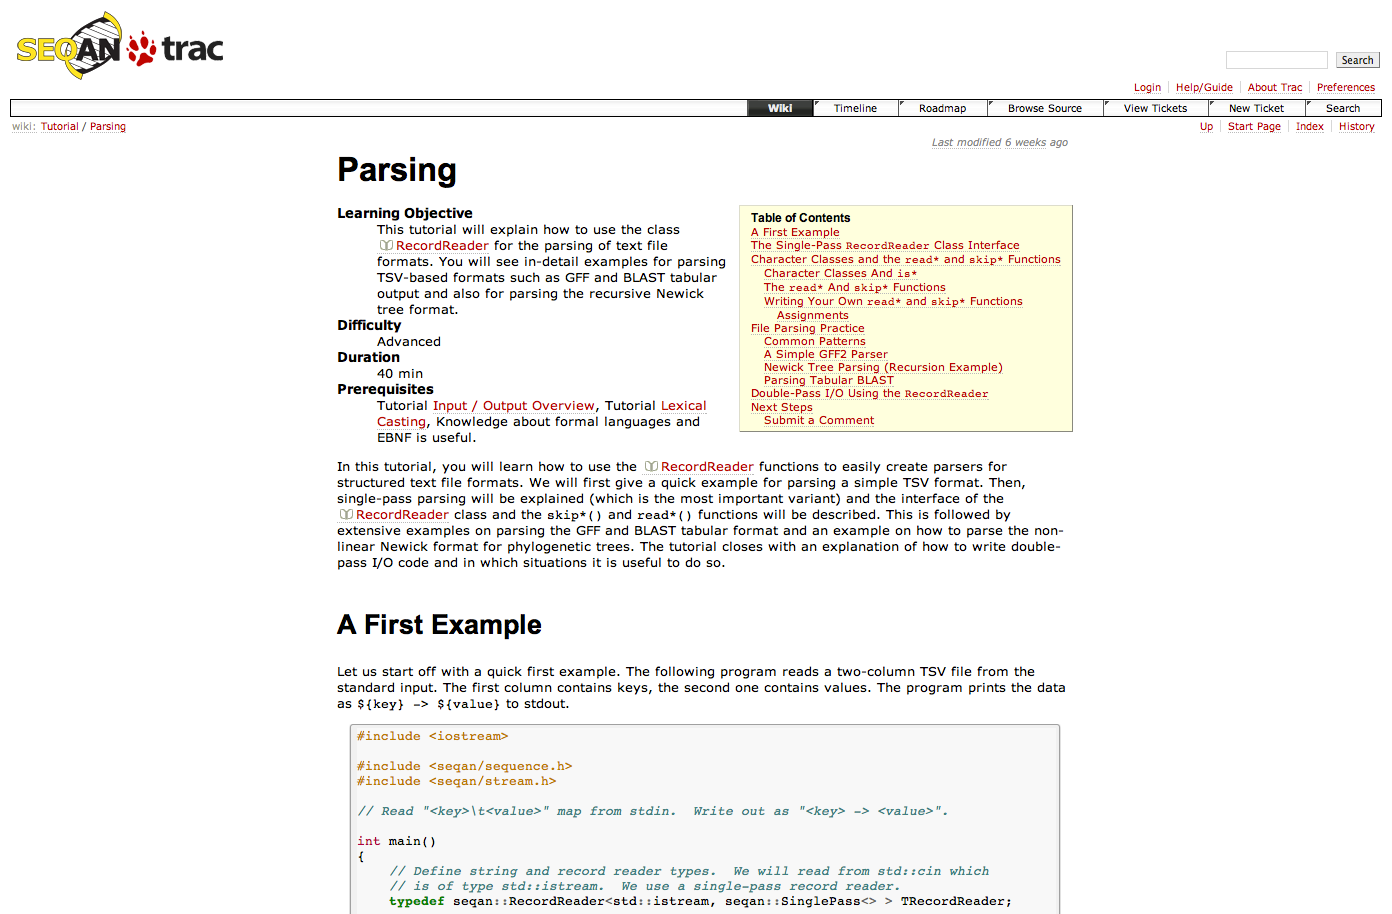 SEQAN trac
Search
Login Help/Guide About Trac Preferences
Wiki Timeline Roadmap Browse Source View Tickets New Ticket Search
wiki: Tutorial / Parsing
Up Start Page Index History
Last modified 6 weeks ago
Parsing
Learning Objective
This tutorial will explain how to use the class
RecordReader for the parsing of text file
formats. You will see in-detail examples for parsing
TSV-based formats such as GFF and BLAST tabular
output and also for parsing the recursive Newick
tree format.
Difficulty
Advanced
Duration
40 min
Prerequisites
Tutorial Input / Output Overview, Tutorial Lexical
Casting, Knowledge about formal languages and
EBNF is useful.
Table of Contents
A First Example
The Single-Pass RecordReader Class Interface
Character Classes and the read* and skip* Functions
Character Classes And is*
The read* And skip* Functions
Writing Your Own read* and skip* Functions
Assignments
File Parsing Practice
Common Patterns
A Simple GFF2 Parser
Newick Tree Parsing (Recursion Example)
Parsing Tabular BLAST
Double-Pass I/O Using the RecordReader
Next Steps
Submit a Comment
In this tutorial, you will learn how to use the RecordReader functions to easily create parsers for
structured text file formats. We will first give a quick example for parsing a simple TSV format. Then,
single-pass parsing will be explained (which is the most important variant) and the interface of the
RecordReader class and the skip*() and read*() functions will be described. This is followed by
extensive examples on parsing the GFF and BLAST tabular format and an example on how to parse the non-
linear Newick format for phylogenetic trees. The tutorial closes with an explanation of how to write double-
pass I/O code and in which situations it is useful to do so.
A First Example
Let us start off with a quick first example. The following program reads a two-column TSV file from the
standard input. The first column contains keys, the second one contains values. The program prints the data
as ${key} -> ${value} to stdout.
#include <iostream>
#include <seqan/sequence.h>
#include <seqan/stream.h>
// Read "<key>\t<value>" map from stdin.  Write out as "<key> -> <value>".
int main()
{
// Define string and record reader types.  We will read from std::cin which
// is of type std::istream.  We use a single-pass record reader.
typedef seqan::RecordReader<std::istream, seqan::SinglePass<> > TRecordReader;